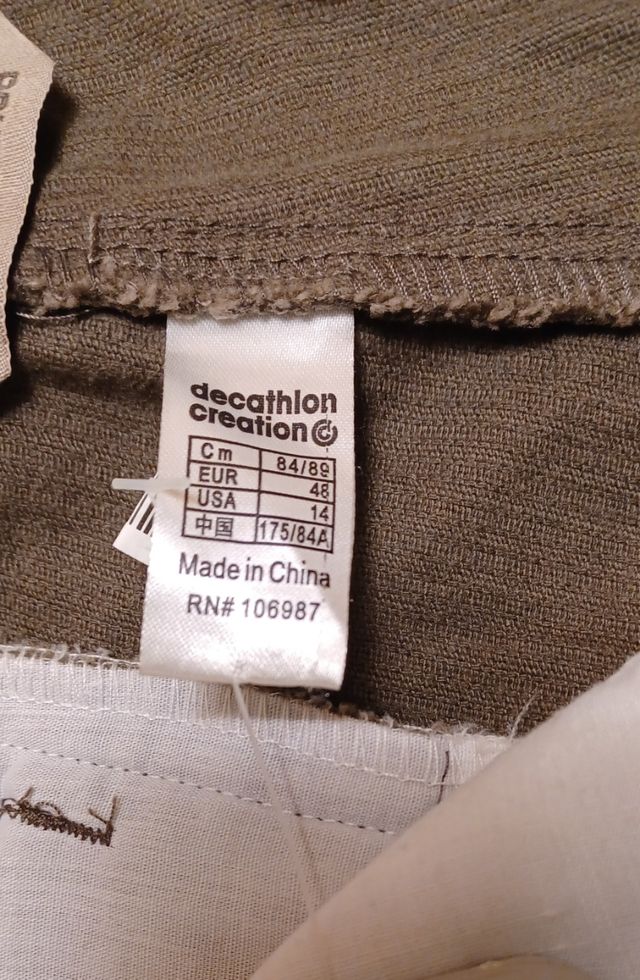 decathlon
creation
Cm 84/89
EUR 48
USA 14
中国 175/84A
Made in China
RN# 106987